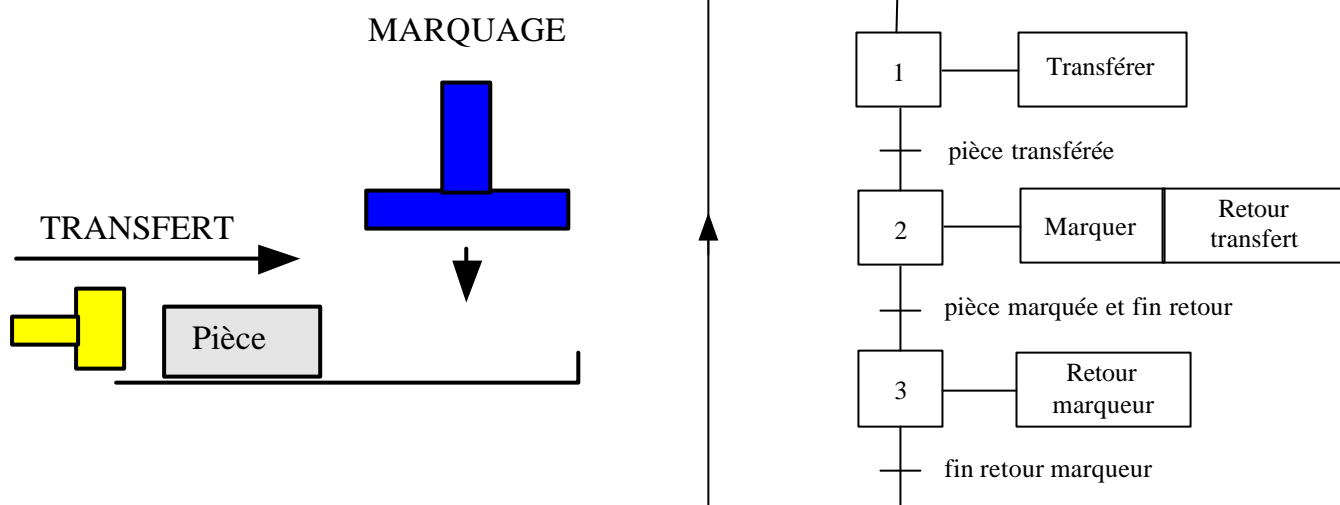 MARQUAGE
TRANSFERT
Pièce
1
Transférer
pièce transférée
2
Marquer
Retour
transfert
pièce marquée et fin retour
3
Retour
marqueur
fin retour marqueur